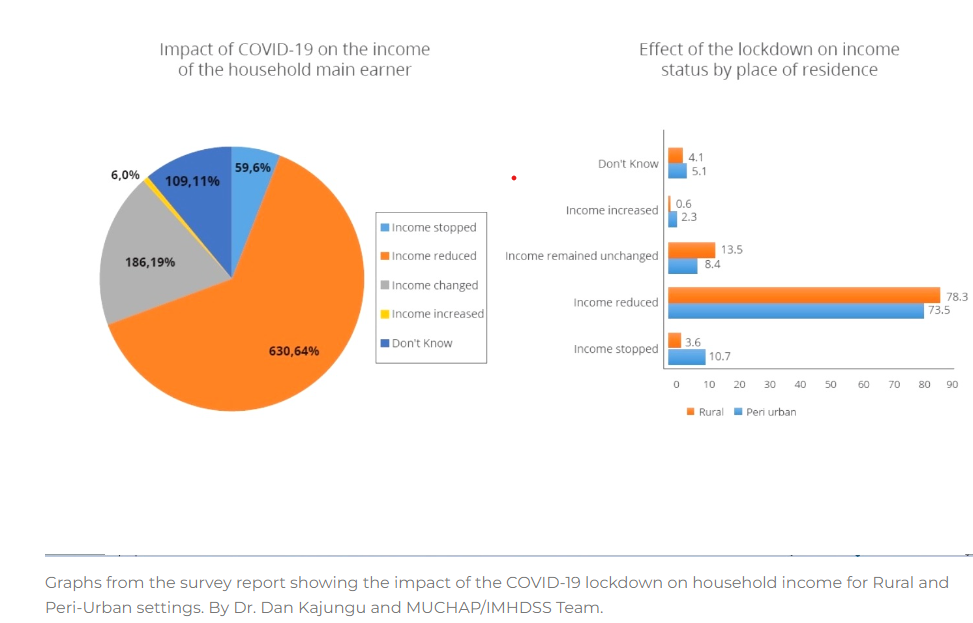 Impact of COVID-19 on the income
of the household main earner
59,6%
6,0%
109,11%
186,19%
630,64%
Income stopped
Income reduced
Income changed
Income increased
Don't Know
Effect of the lockdown on income
status by place of residence
Don't Know
4.1
5.1
Income increased
0.6
2.3
Income remained unchanged
13.5
8.4
Income reduced
78.3
73.5
Income stopped
3.6
10.7
0 10 20 30 40 50 60 70 80 90
Rural Peri urban
Graphs from the survey report showing the impact of the COVID-19 lockdown on household income for Rural and
Peri-Urban settings. By Dr. Dan Kajungu and MUCHAP/IMHDSS Team.